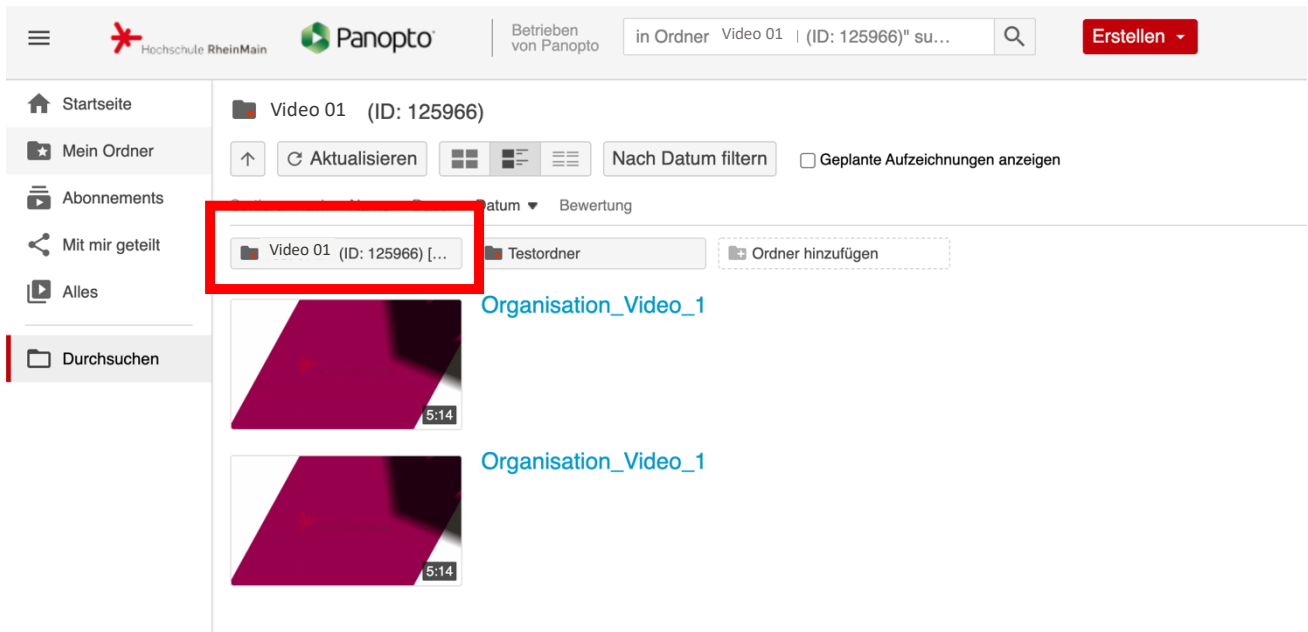 Hochschule RheinMain
Panopto
Betrieben
von Panopto
in Ordner Video 01 | (ID: 125966)" su...
Erstellen
Startseite
Mein Ordner
Abonnements
Mit mir geteilt
Alles
Durchsuchen
Video 01 (ID: 125966)
Aktualisieren
Nach Datum filtern
Geplante Aufzeichnungen anzeigen
Datum Bewertung
Video 01 (ID: 125966) [...
Testordner
Ordner hinzufügen
Organisation_Video_1
5:14
Organisation_Video_1
5:14